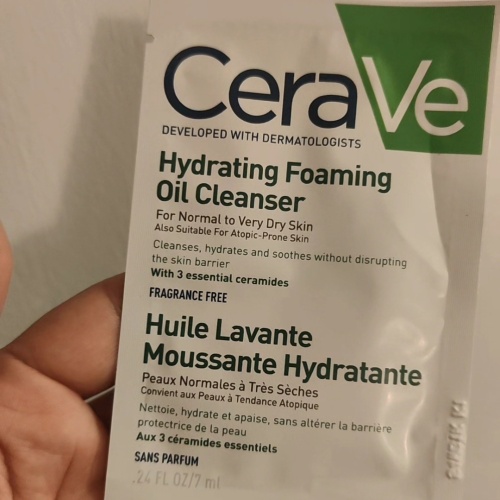 CeraVe
DEVELOPED WITH DERMATOLOGISTS
Hydrating Foaming
Oil Cleanser
For Normal to Very Dry Skin
Also Suitable For Atopic-Prone Skin
Cleanses, hydrates and soothes without disrupting
the skin barrier
With 3 essential ceramides
FRAGRANCE FREE
Huile Lavante
Moussante Hydratante
Peaux Normales à Très Sèches
Convient aux Peaux à Tendance Atopique
Nettoie, hydrate et apaise, sans altérer la barrière
protectrice de la peau
Aux 3 céramides essentiels
SANS PARFUM
.24 FL OZ/7 ml